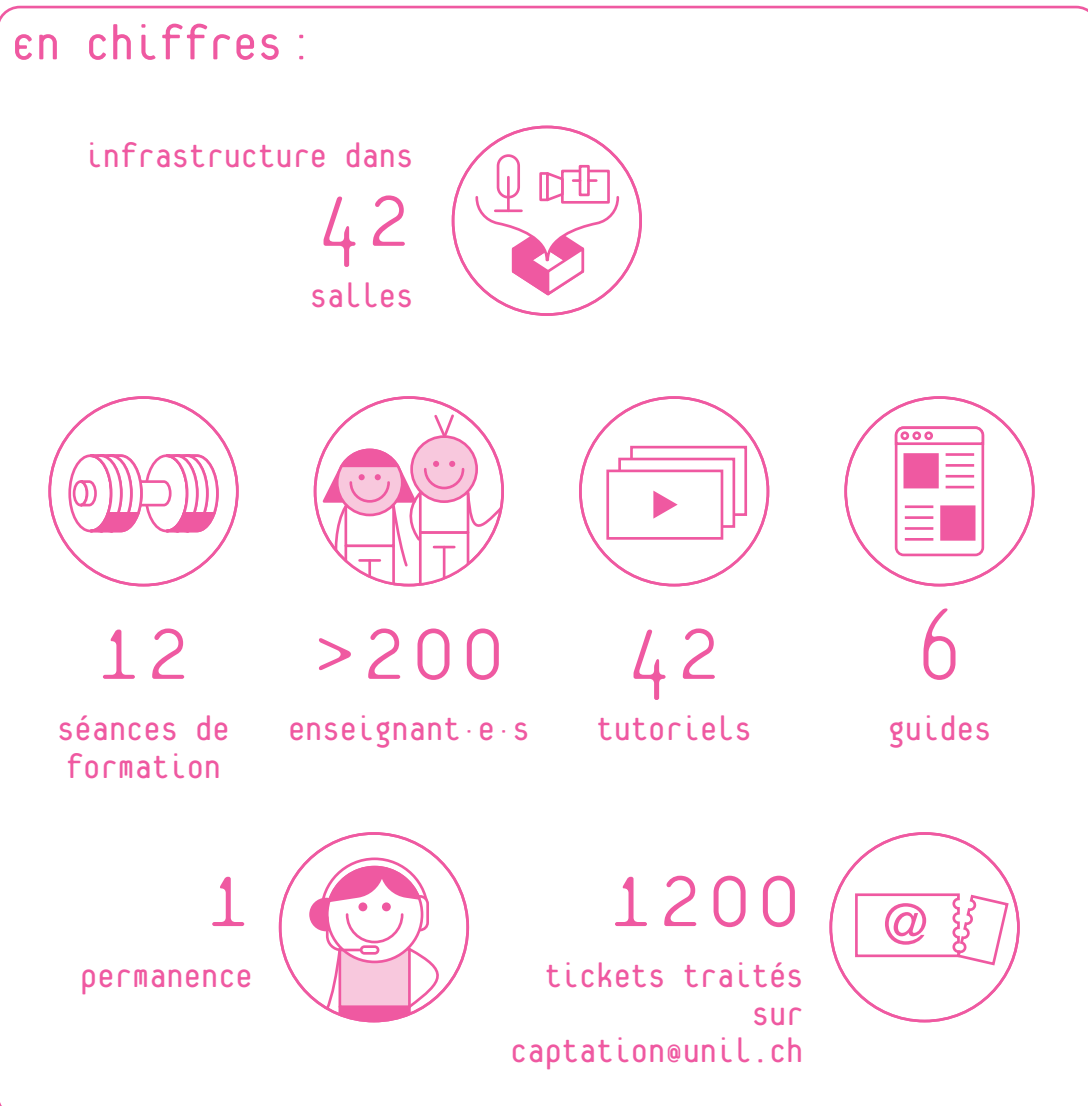 en chiffres :
infrastructure dans
42
salles
12
séances de
formation
>200
enseignant·e·s
42
tutoriels
6
guides
1
permanence
1200
tickets traités
sur
captation@unil.ch
@